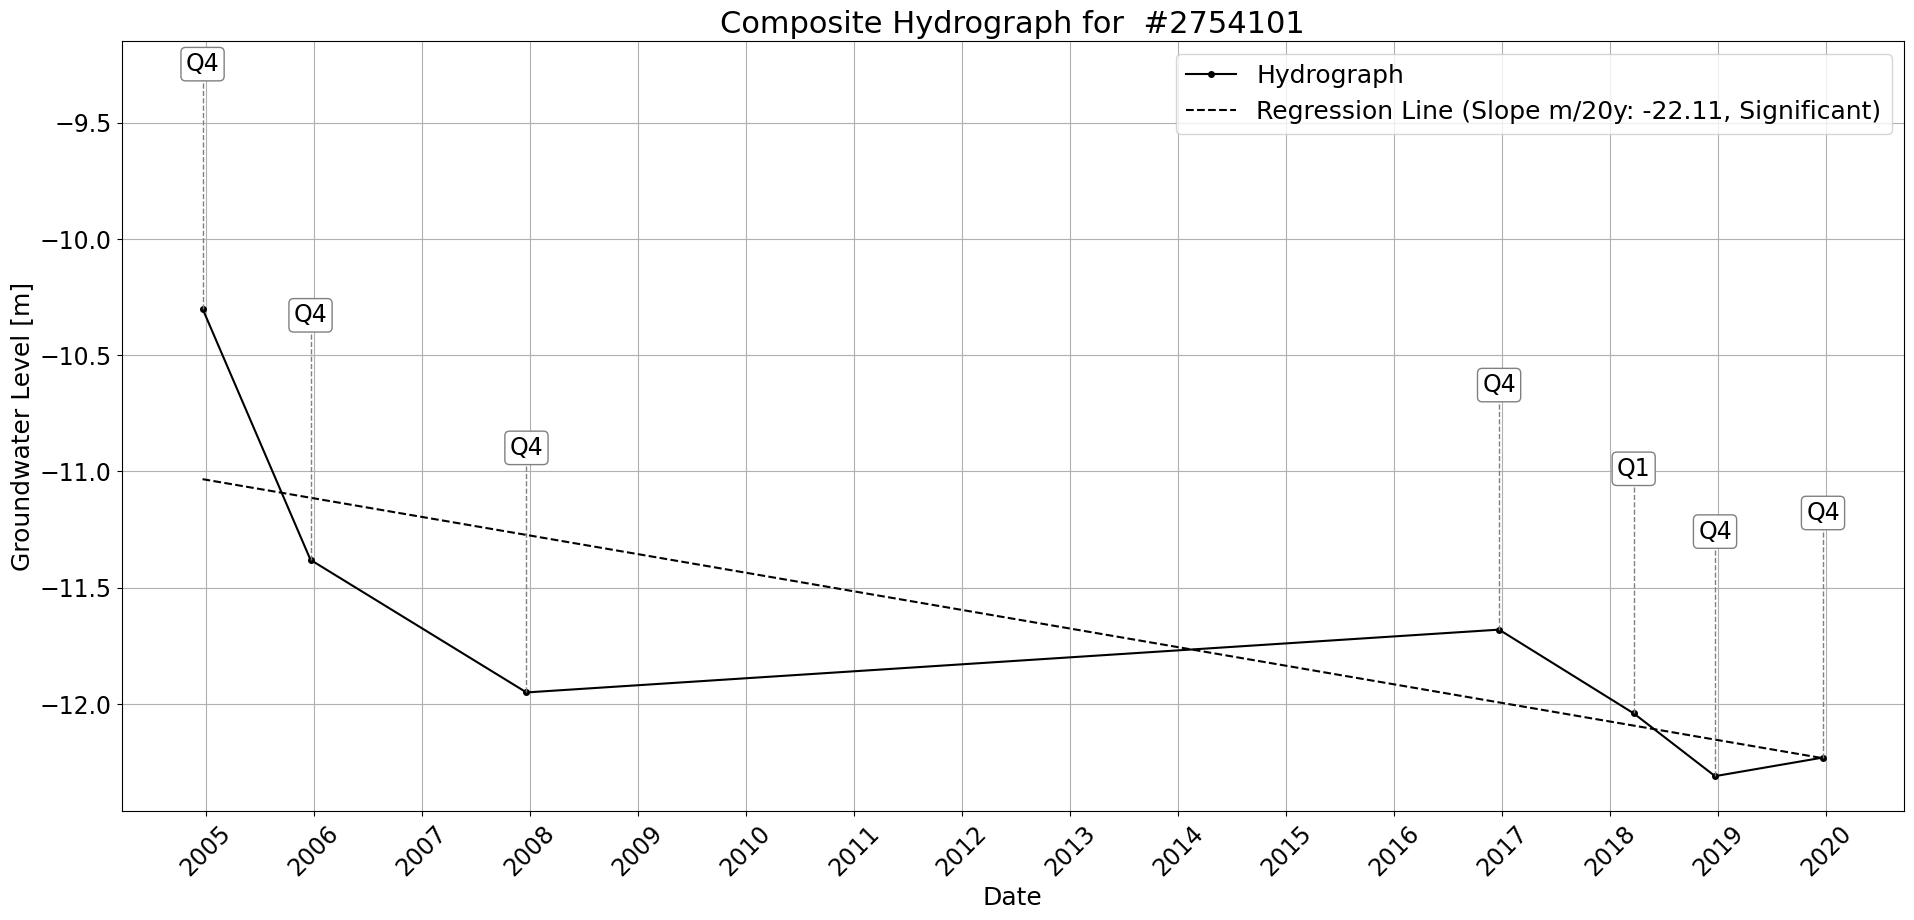 Composite Hydrograph for  #2754101
Hydrograph
Regression Line (Slope m/20y: -22.11, Significant)
Q4
Q4
Q4
Q4
Q1
Q4
Q4
Groundwater Level [m]
−9.5
−10.0
−10.5
−11.0
−11.5
−12.0
2005
2006
2007
2008
2009
2010
2011
2012
2013
2014
2015
2016
2017
2018
2019
2020
Date